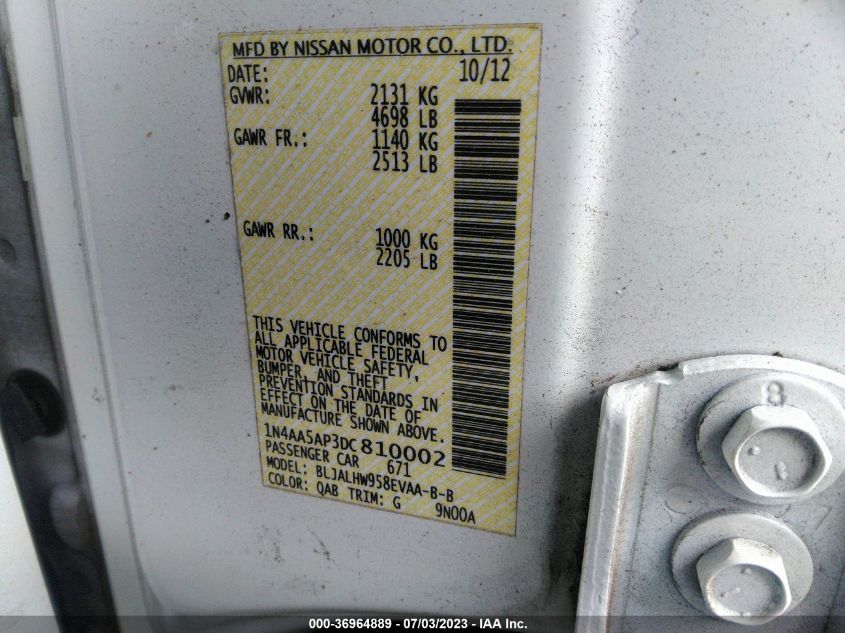 MFD BY NISSAN MOTOR CO., LTD.
DATE: 10/12
GVWR: 2131 KG
4698 LB
GAWR FR.: 1140 KG
2513 LB
GAWR RR.: 1000 KG
2205 LB
THIS VEHICLE CONFORMS TO
ALL APPLICABLE FEDERAL
MOTOR VEHICLE SAFETY,
BUMPER, AND THEFT
PREVENTION STANDARDS IN
EFFECT ON THE DATE OF
MANUFACTURE SHOWN ABOVE.
1N4AA5AP3DC810002
PASSENGER CAR 671
MODEL: BLJALHW958EVAA-B-B
COLOR: QAB TRIM: G 9N00A
8
000-36964889 - 07/03/2023 - IAA Inc.